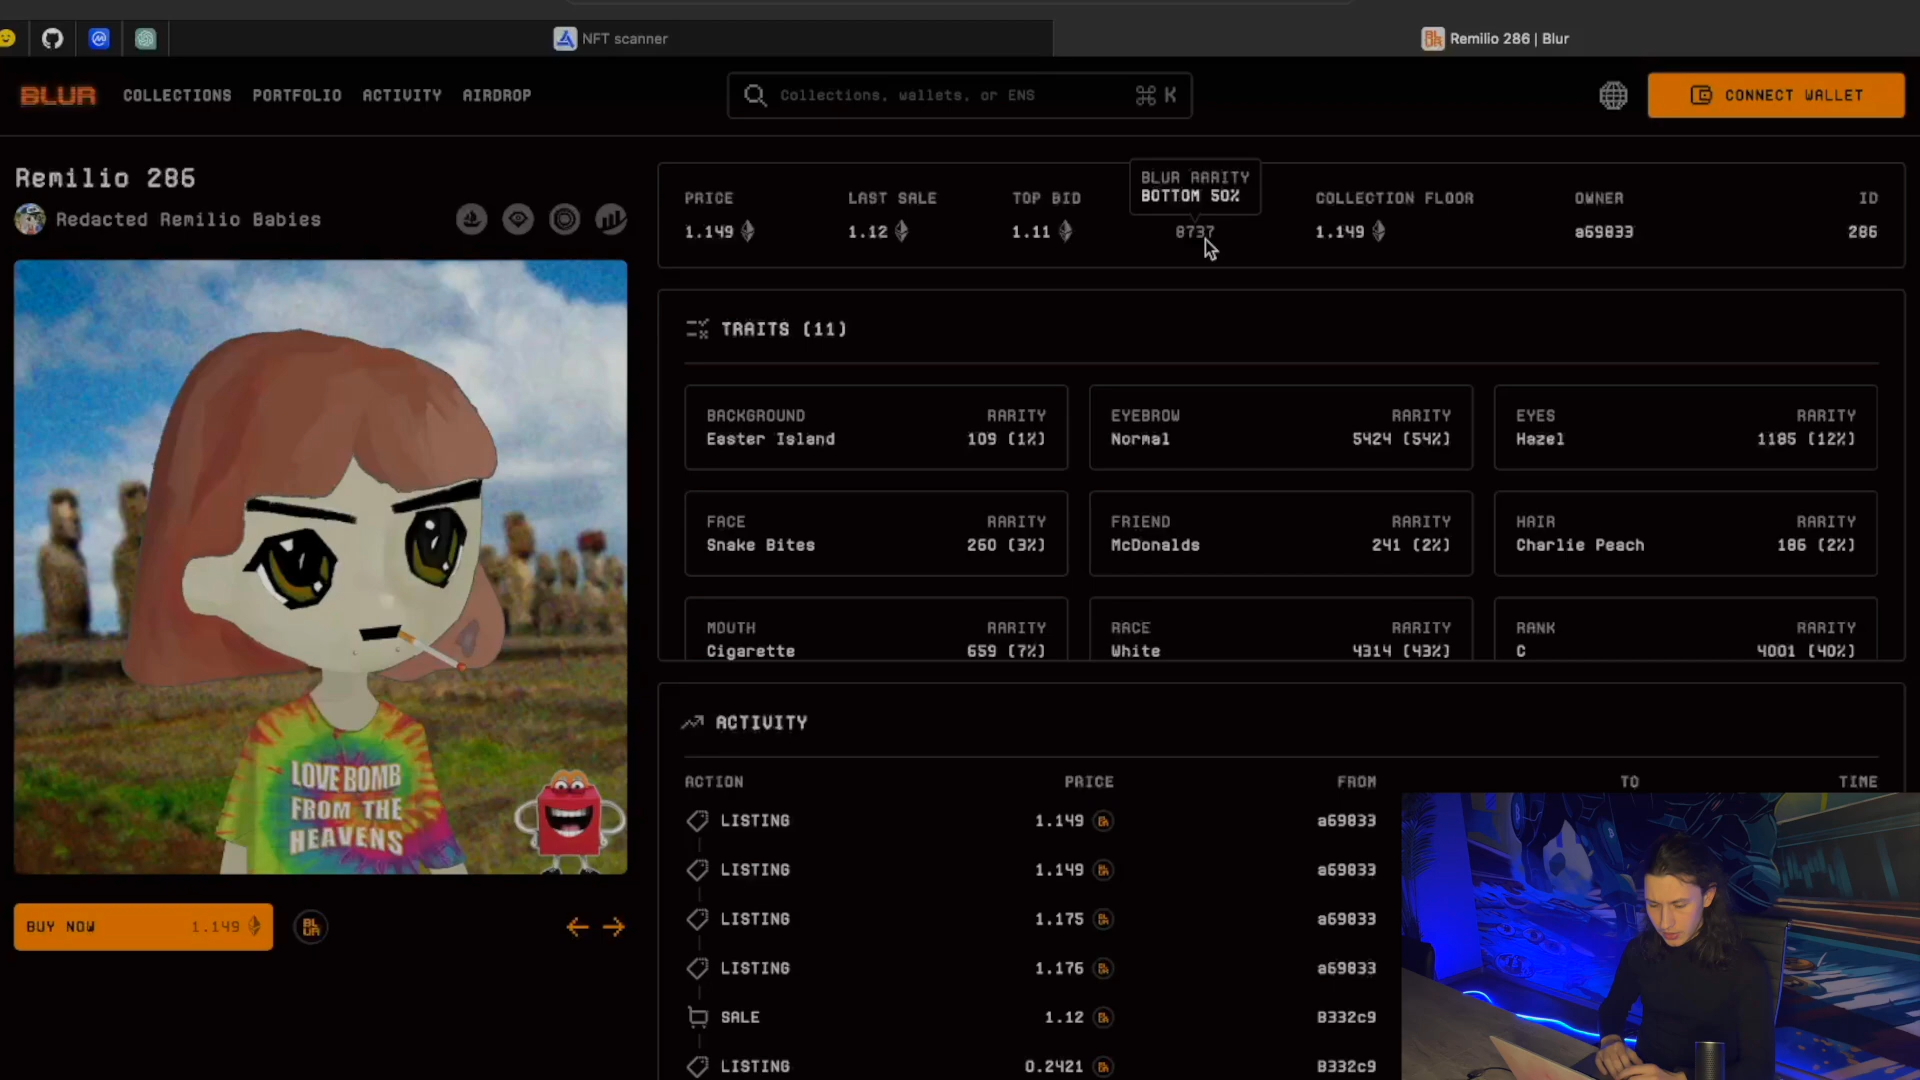 NFT scanner
Remilio 286 | Blur
BLUR
COLLECTIONS
PORTFOLIO
ACTIVITY
AIRDROP
Collections, wallets, or ENS
⌘ K
CONNECT WALLET
Remilio 286
Redacted Remilio Babies
PRICE
1.149
LAST SALE
1.12
TOP BID
1.11
BLUR RARITY
BOTTOM 50%
8737
COLLECTION FLOOR
1.149
OWNER
a69833
ID
286
TRAITS (11)
BACKGROUND RARITY
Easter Island 109 (1%)
EYEBROW RARITY
Normal 5424 (54%)
EYES RARITY
Hazel 1185 (12%)
FACE RARITY
Snake Bites 260 (3%)
FRIEND RARITY
McDonalds 241 (2%)
HAIR RARITY
Charlie Peach 186 (2%)
MOUTH RARITY
Cigarette 659 (7%)
RACE RARITY
White 4314 (43%)
RANK RARITY
C 4001 (40%)
LOVE BOMB
FROM THE
HEAVENS
BUY NOW 1.149
BLUR
ACTIVITY
ACTION PRICE FROM TO TIME
LISTING 1.149 a69833
LISTING 1.149 a69833
LISTING 1.175 a69833
LISTING 1.176 a69833
SALE 1.12 B332c9
LISTING 0.2421 B332c9